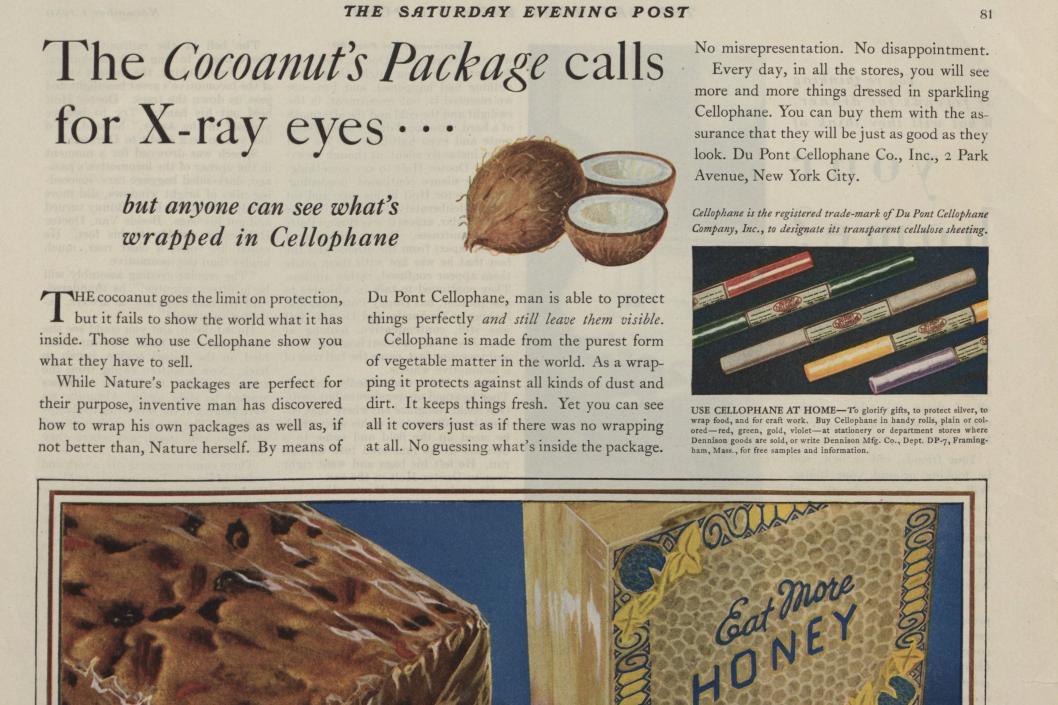 THE SATURDAY EVENING POST
81
The Cocoanut's Package calls
for X-ray eyes • • •
but anyone can see what's
wrapped in Cellophane
THE cocoanut goes the limit on protection,
but it fails to show the world what it has
inside. Those who use Cellophane show you
what they have to sell.
While Nature's packages are perfect for
their purpose, inventive man has discovered
how to wrap his own packages as well as, if
not better than, Nature herself. By means of
Du Pont Cellophane, man is able to protect
things perfectly and still leave them visible.
Cellophane is made from the purest form
of vegetable matter in the world. As a wrap-
ping it protects against all kinds of dust and
dirt. It keeps things fresh. Yet you can see
all it covers just as if there was no wrapping
at all. No guessing what's inside the package.
No misrepresentation. No disappointment.
Every day, in all the stores, you will see
more and more things dressed in sparkling
Cellophane. You can buy them with the as-
surance that they will be just as good as they
look. Du Pont Cellophane Co., Inc., 2 Park
Avenue, New York City.
Cellophane is the registered trade-mark of Du Pont Cellophane
Company, Inc., to designate its transparent cellulose sheeting.
USE CELLOPHANE AT HOME—To glorify gifts, to protect silver, to
wrap food, and for craft work. Buy Cellophane in handy rolls, plain or col-
ored—red, green, gold, violet—at stationery or department stores where
Dennison goods are sold, or write Dennison Mfg. Co., Dept. DP-7, Framing-
ham, Mass., for free samples and information.
Eat More
HONEY